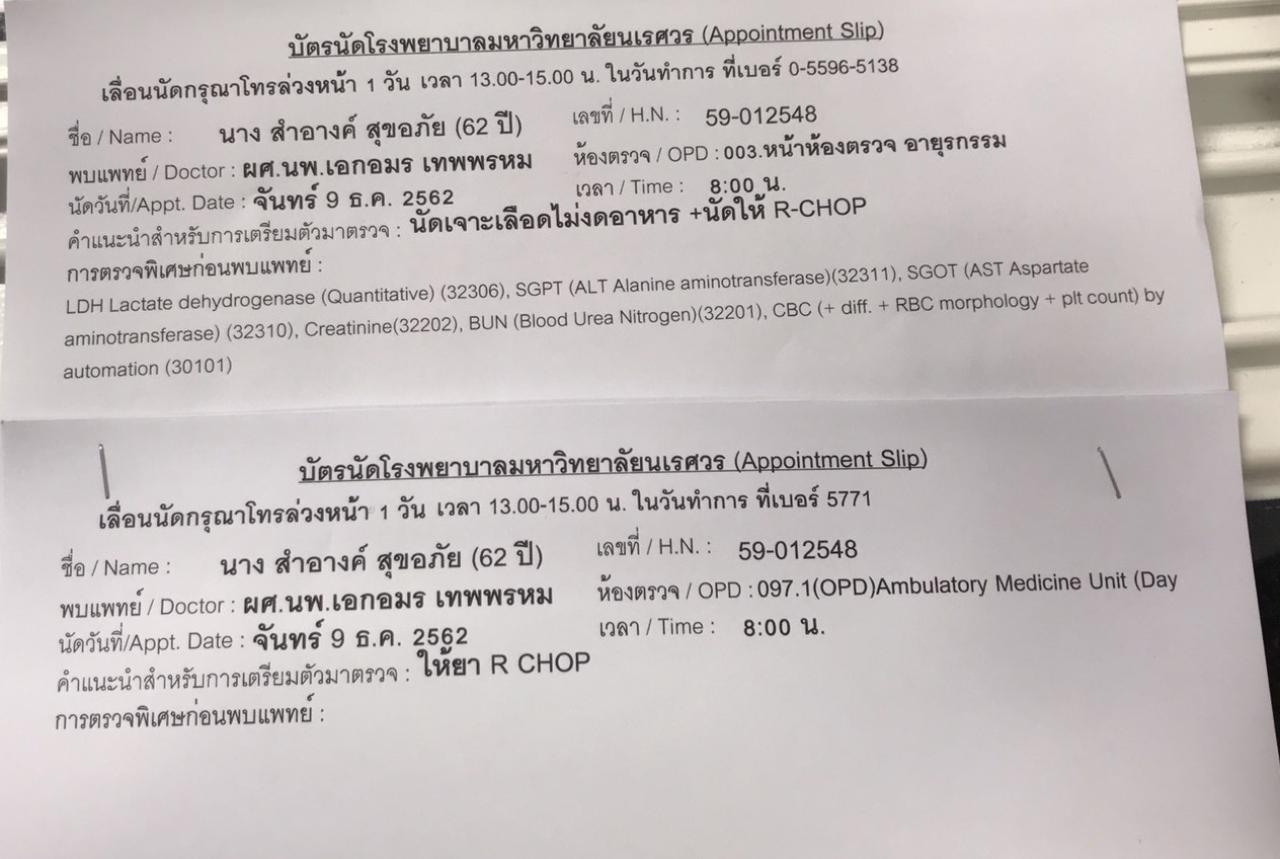 บัตรนัดโรงพยาบาลมหาวิทยาลัยนเรศวร (Appointment Slip)
เลื่อนนัดกรุณาโทรล่วงหน้า 1 วัน เวลา 13.00-15.00 น. ในวันทำการ ที่เบอร์ 0-5596-5138
ชื่อ / Name : นาง สำอางค์ สุขอภัย (62 ปี) เลขที่ / H.N. : 59-012548
พบแพทย์ / Doctor : ผศ.นพ.เอกอมร เทพพรหม ห้องตรวจ / OPD : 003.หน้าห้องตรวจ อายุรกรรม
นัดวันที่/Appt. Date : จันทร์ 9 ธ.ค. 2562 เวลา / Time : 8:00 น.
คำแนะนำสำหรับการเตรียมตัวมาตรวจ : นัดเจาะเลือดไม่งดอาหาร +นัดให้ R-CHOP
การตรวจพิเศษก่อนพบแพทย์ :
LDH Lactate dehydrogenase (Quantitative) (32306), SGPT (ALT Alanine aminotransferase)(32311), SGOT (AST Aspartate
aminotransferase) (32310), Creatinine(32202), BUN (Blood Urea Nitrogen)(32201), CBC (+ diff. + RBC morphology + plt count) by
automation (30101)
บัตรนัดโรงพยาบาลมหาวิทยาลัยนเรศวร (Appointment Slip)
เลื่อนนัดกรุณาโทรล่วงหน้า 1 วัน เวลา 13.00-15.00 น. ในวันทำการ ที่เบอร์ 5771
ชื่อ / Name : นาง สำอางค์ สุขอภัย (62 ปี) เลขที่ / H.N. : 59-012548
พบแพทย์ / Doctor : ผศ.นพ.เอกอมร เทพพรหม ห้องตรวจ / OPD : 097.1(OPD)Ambulatory Medicine Unit (Day
นัดวันที่/Appt. Date : จันทร์ 9 ธ.ค. 2562 เวลา / Time : 8:00 น.
คำแนะนำสำหรับการเตรียมตัวมาตรวจ : ให้ยา R CHOP
การตรวจพิเศษก่อนพบแพทย์ :